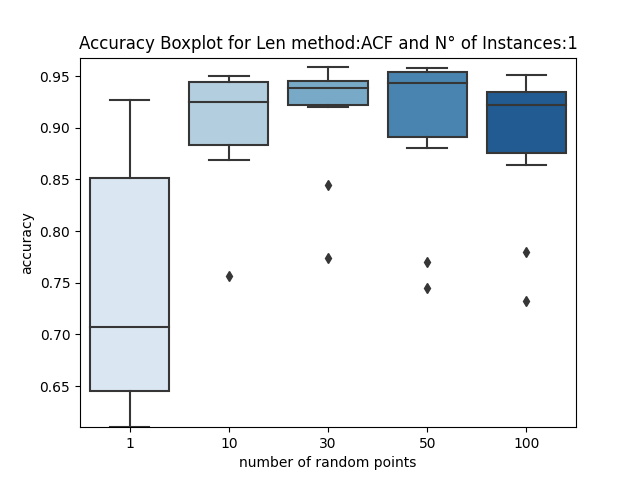 Accuracy Boxplot for Len method:ACF and N° of Instances:1
0.95
0.90
0.85
0.80
0.75
0.70
0.65
accuracy
1 10 30 50 100
number of random points